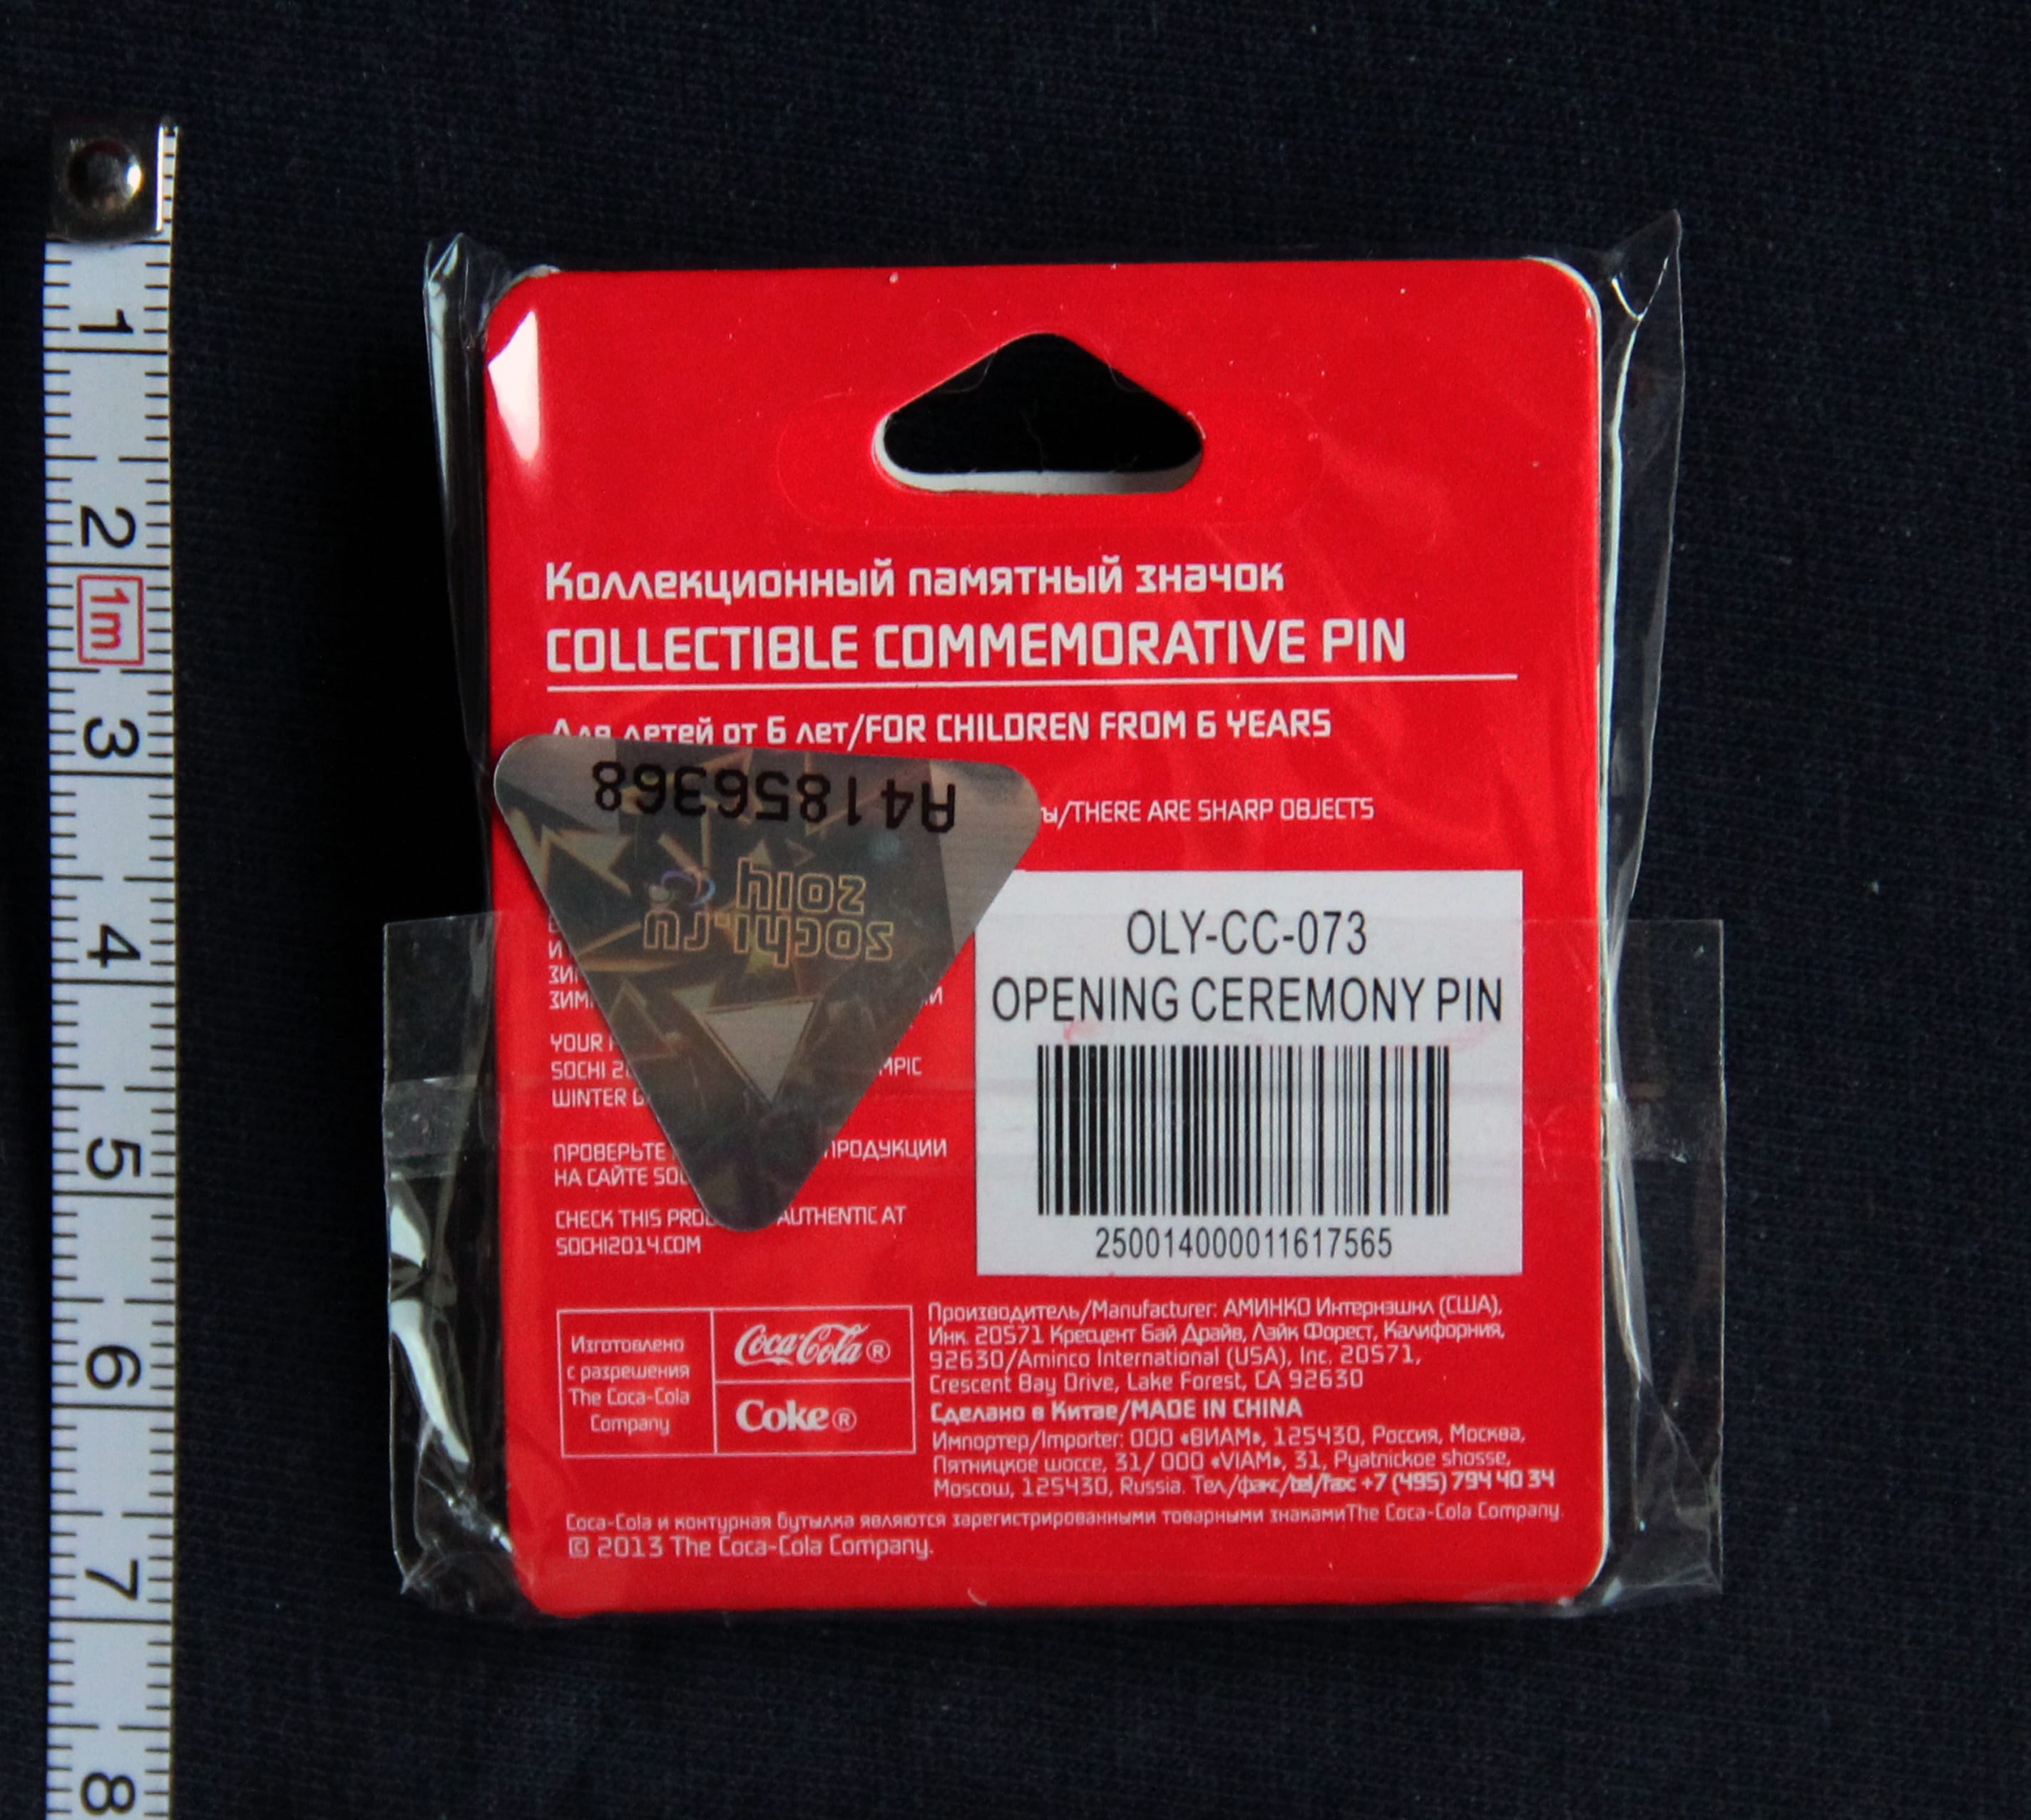 1
2
1m
3
4
5
6
7
8
Коллекционный памятный значок
COLLECTIBLE COMMEMORATIVE PIN
Для детей от 6 лет/FOR CHILDREN FROM 6 YEARS
/THERE ARE SHARP OBJECTS
A41856368
2014
sochi.ru
YOUR
SOCHI
WINTER
ПРОВЕРЬТЕ ПРОДУКЦИИ
НА САЙТЕ
CHECK THIS AUTHENTIC AT
SOCHI2014.COM
OLY-CC-073
OPENING CEREMONY PIN
250014000011617565
Изготовлено
с разрешения
The Coca-Cola
Company
Coca-Cola®
Coke®
Производитель/Manufacturer: АМИНКО Интернэшнл (США),
Инк. 20571 Кресцент Бай Драйв, Лэйк Форест, Калифорния,
92630/Aminco International (USA), Inc. 20571,
Crescent Bay Drive, Lake Forest, CA 92630
Сделано в Китае/MADE IN CHINA
Импортер/Importer: ООО «ВИАМ», 125430, Россия, Москва,
Пятницкое шоссе, 31/ ООО «VIAM», 31, Pyatnickoe shosse,
Moscow, 125430, Russia. Тел/факс/tel/fax +7 (495) 794 40 34
Coca-Cola и контурная бутылка являются зарегистрированными товарными знакамиThe Coca-Cola Company.
© 2013 The Coca-Cola Company.